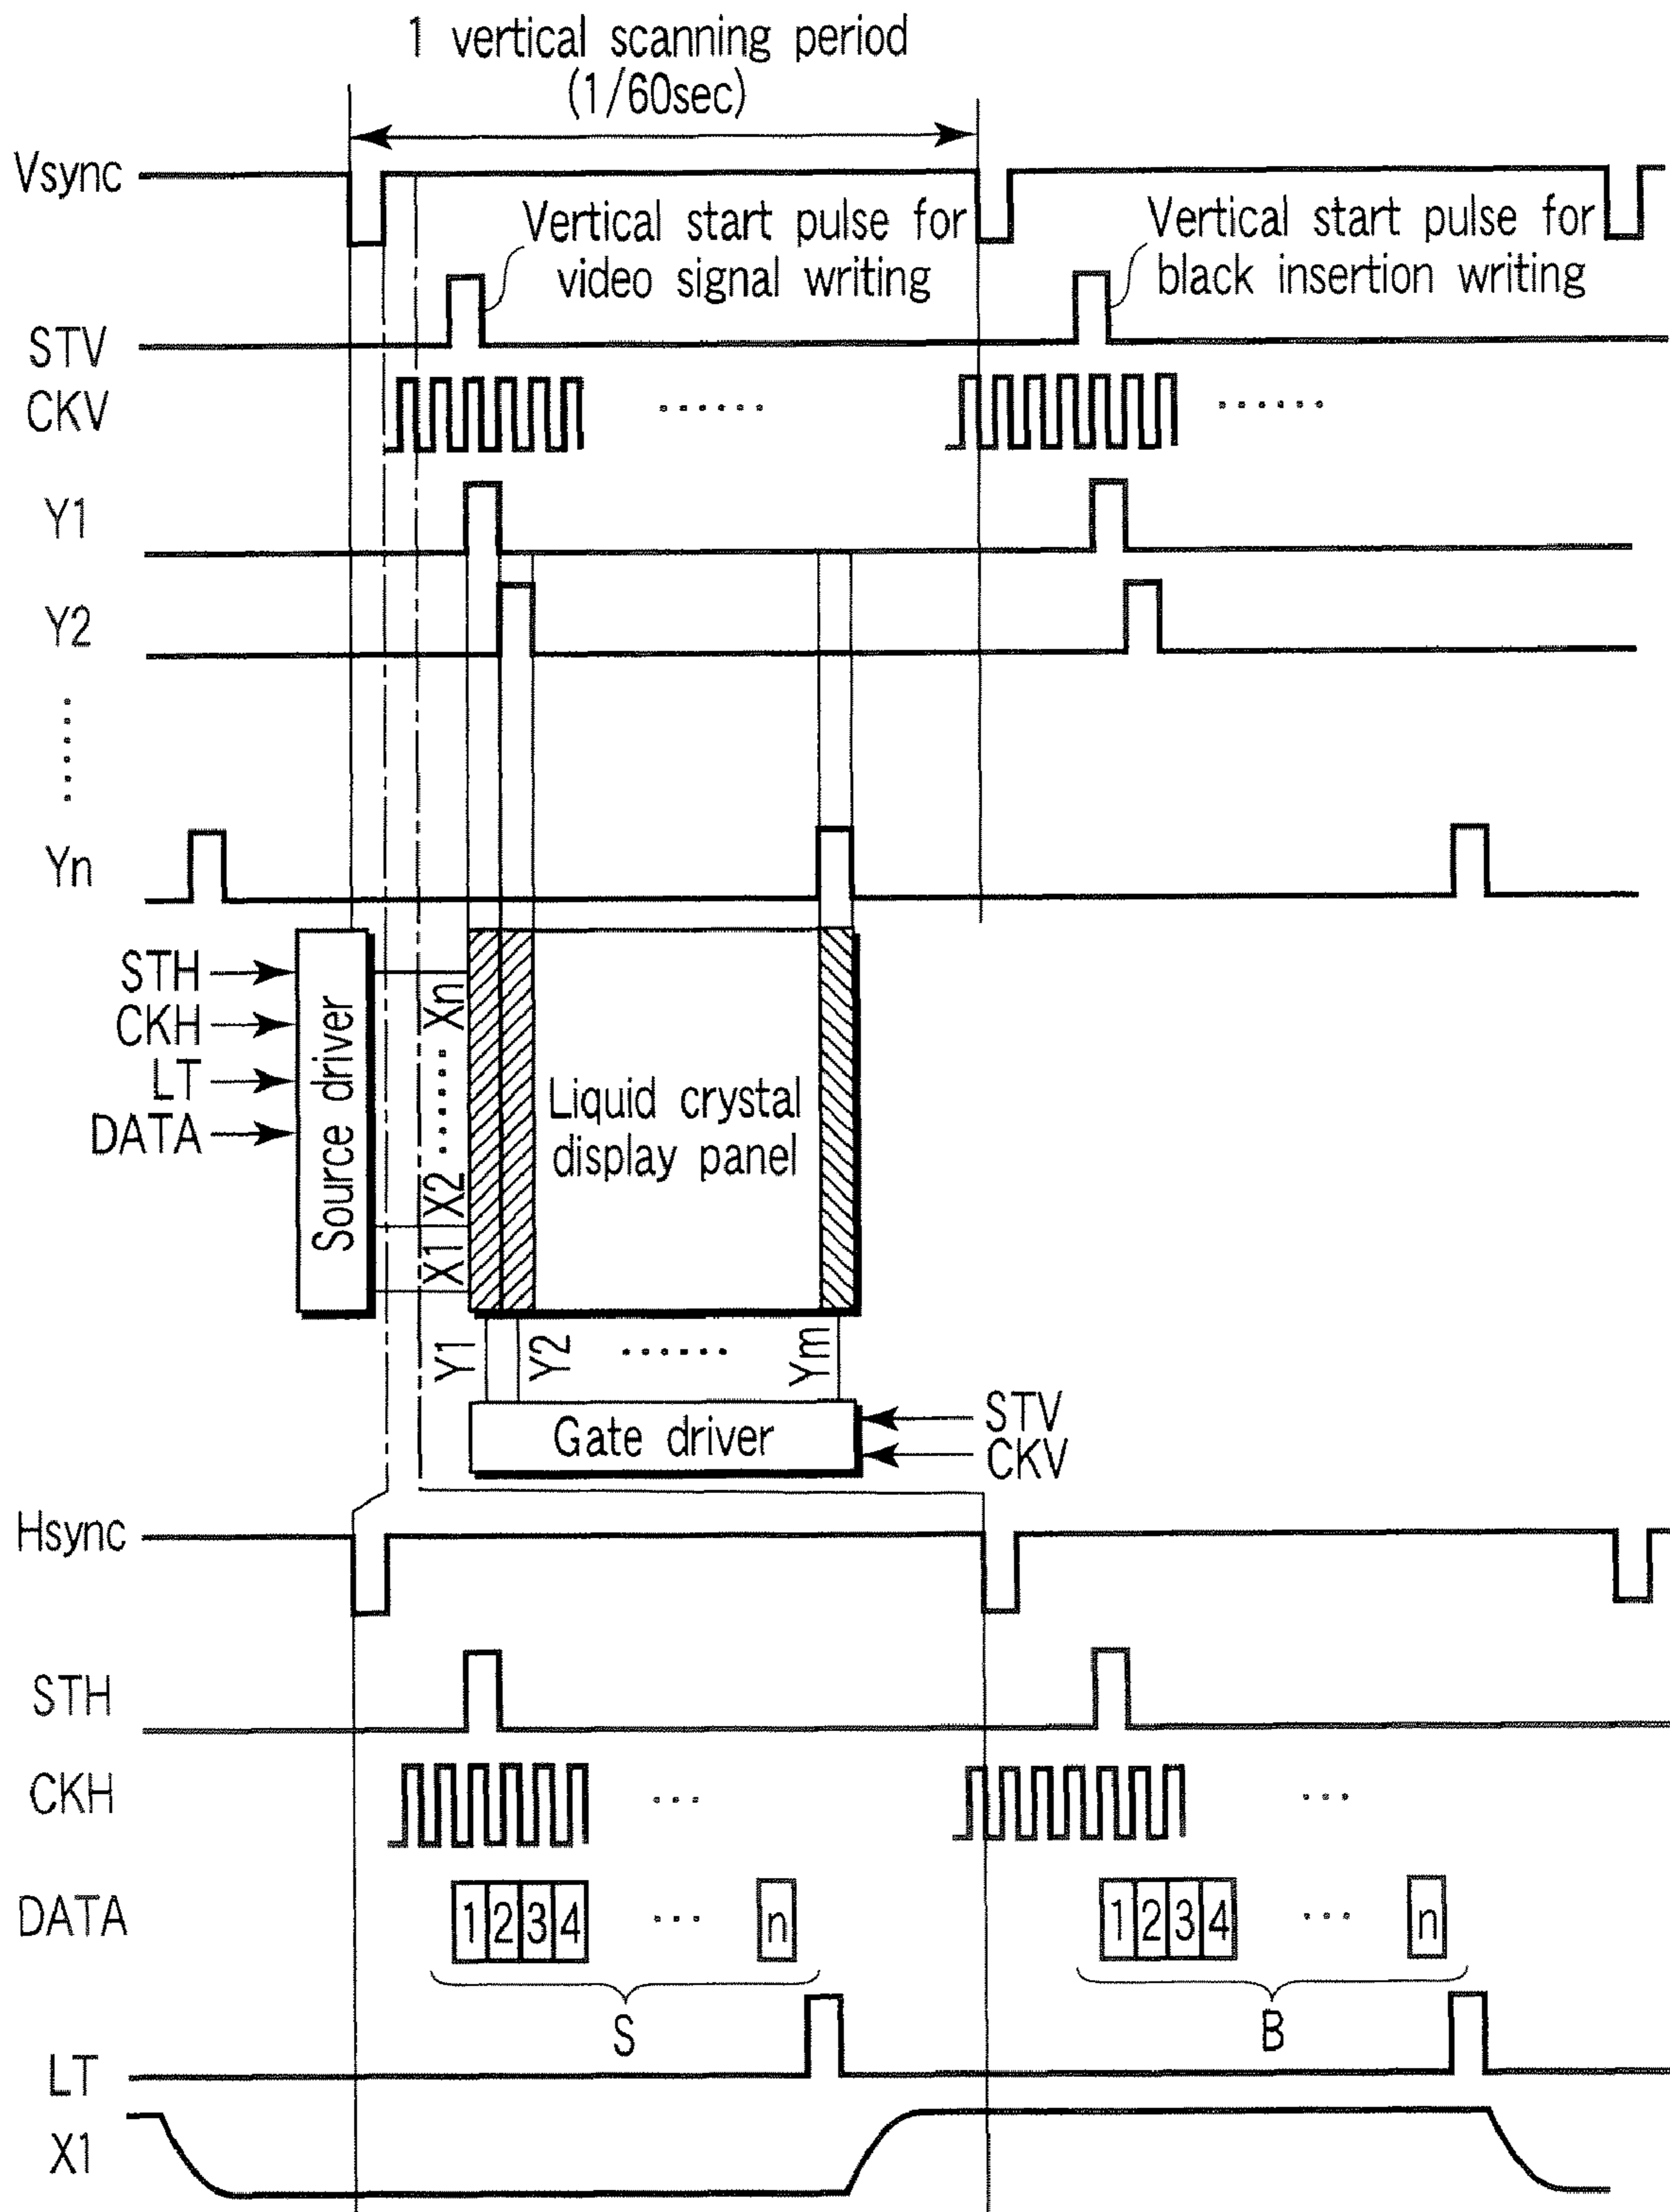 1 vertical scanning period
(1/60sec)
Vsync
Vertical start pulse for
video signal writing
Vertical start pulse for
black insertion writing
STV
CKV
......
......
Y1
Y2
......
Yn
STH
CKH
LT
DATA
Source driver
X1 X2 ...... Xn
Liquid crystal
display panel
Y1 Y2 ...... Ym
Gate driver
STV
CKV
Hsync
STH
CKH ... ...
DATA 1 2 3 4 ... n 1 2 3 4 ... n
S B
LT
X1